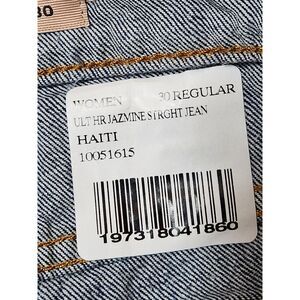 30
WOMEN 30 REGULAR
ULT HR JAZMINE STRGHT JEAN
HAITI
10051615
197318041860